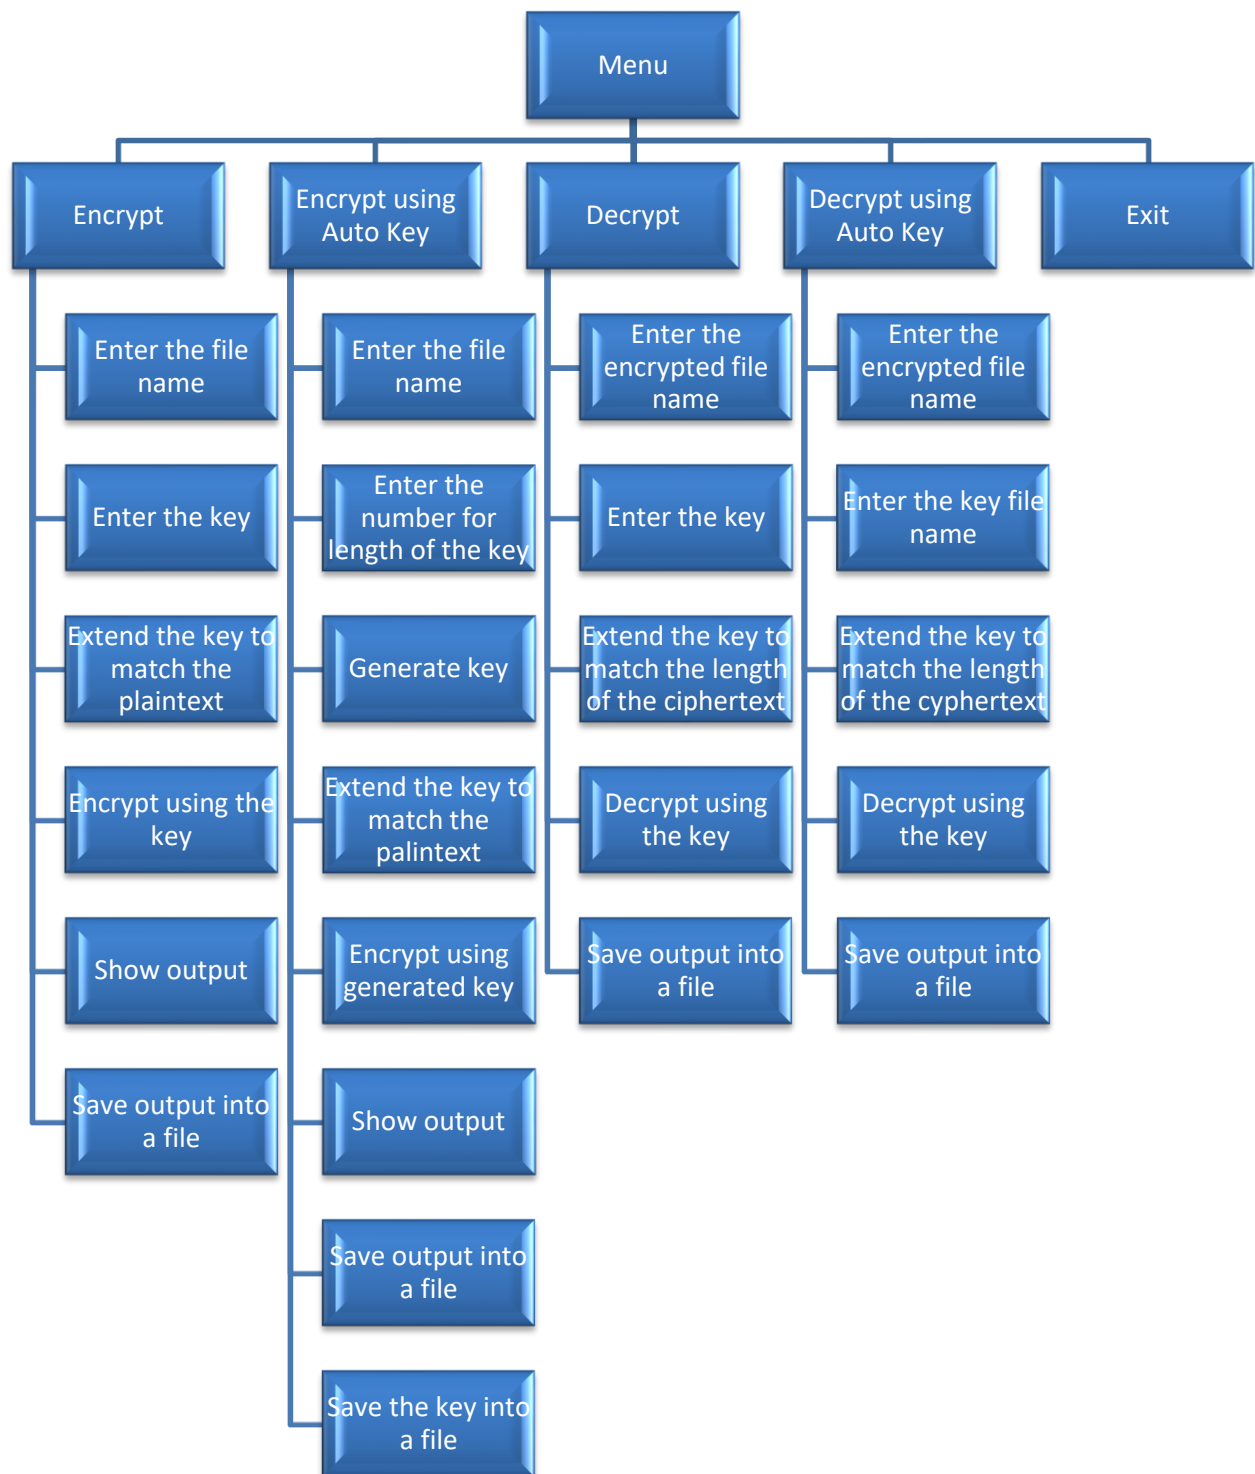 Menu
Encrypt
Enter the file
name
Enter the key
Extend the key to
match the
plaintext
Encrypt using the
key
Show output
Save output into
a file
Encrypt using
Auto Key
Enter the file
name
Enter the
number for
length of the key
Generate key
Extend the key to
match the
palintext
Encrypt using
generated key
Show output
Save output into
a file
Save the key into
a file
Decrypt
Enter the
encrypted file
name
Enter the key
Extend the key to
match the length
of the ciphertext
Decrypt using
the key
Save output into
a file
Decrypt using
Auto Key
Enter the
encrypted file
name
Enter the key file
name
Extend the key to
match the length
of the cyphertext
Decrypt using
the key
Save output into
a file
Exit